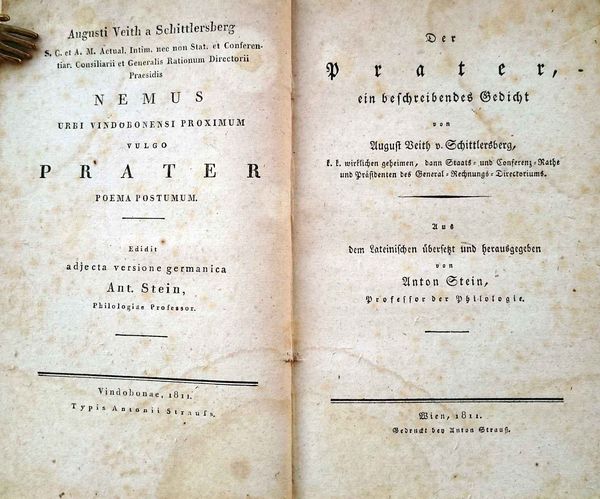 Augusti Veith a Schittlersberg
S. C. et A. M. Actual. Intim. nec non Stat. et Conferen-
tiar. Consiliarii et Generalis Rationum Directorii
Praesidis
NEMUS
URBI VINDOBONENSI PROXIMUM
VULGO
PRATER
POEMA POSTUMUM.
Edidit
adjecta versione germanica
Ant. Stein,
Philologiae Professor.
Vindobonae, 1811.
Typis Antonii Strauſs.
Der
Prater,
ein beſchreibendes Gedicht
von
Auguſt Veith v. Schittlersberg,
k. k. wirklichen geheimen, dann Staats- und Conferenz-Rathe
und Präſidenten des General-Rechnungs-Directoriums.
Aus
dem Lateiniſchen überſetzt und herausgegeben
von
Anton Stein,
Profeſſor der Philologie.
Wien, 1811.
Gedruckt bey Anton Strauß.